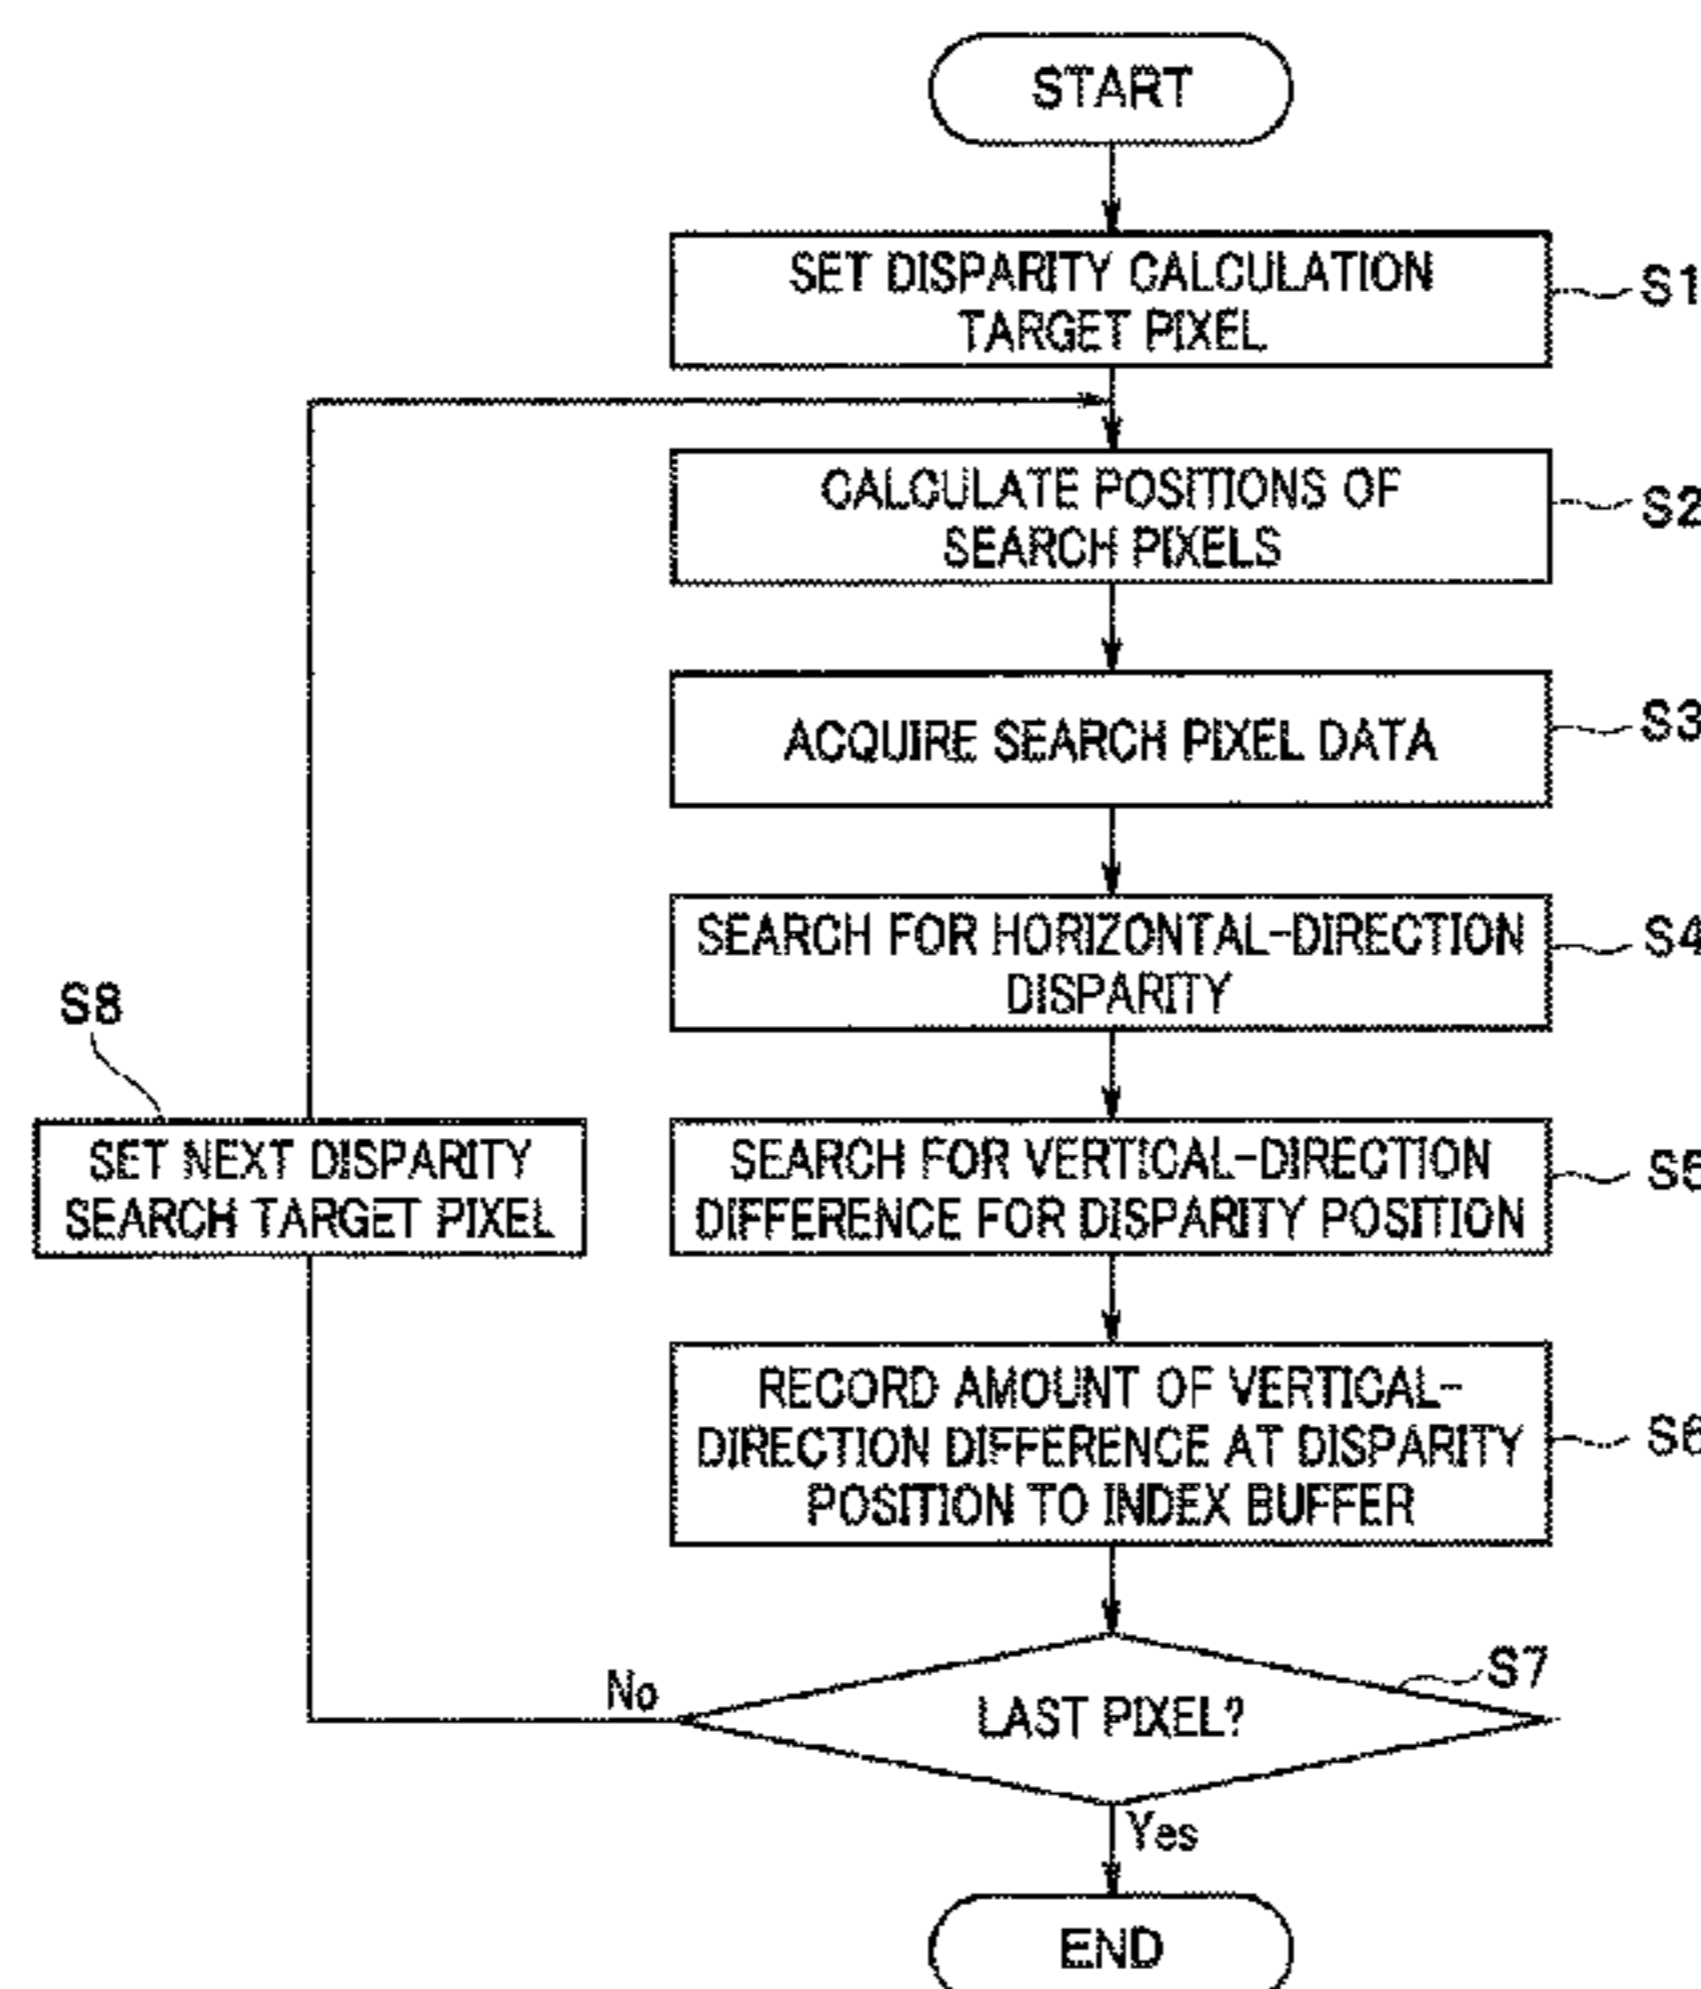 START
SET DISPARITY CALCULATION
TARGET PIXEL
S1
CALCULATE POSITIONS OF
SEARCH PIXELS
S2
ACQUIRE SEARCH PIXEL DATA
S3
SEARCH FOR HORIZONTAL-DIRECTION
DISPARITY
S4
S8
SET NEXT DISPARITY
SEARCH TARGET PIXEL
SEARCH FOR VERTICAL-DIRECTION
DIFFERENCE FOR DISPARITY POSITION
S5
RECORD AMOUNT OF VERTICAL-
DIRECTION DIFFERENCE AT DISPARITY
POSITION TO INDEX BUFFER
S6
No
LAST PIXEL?
S7
Yes
END